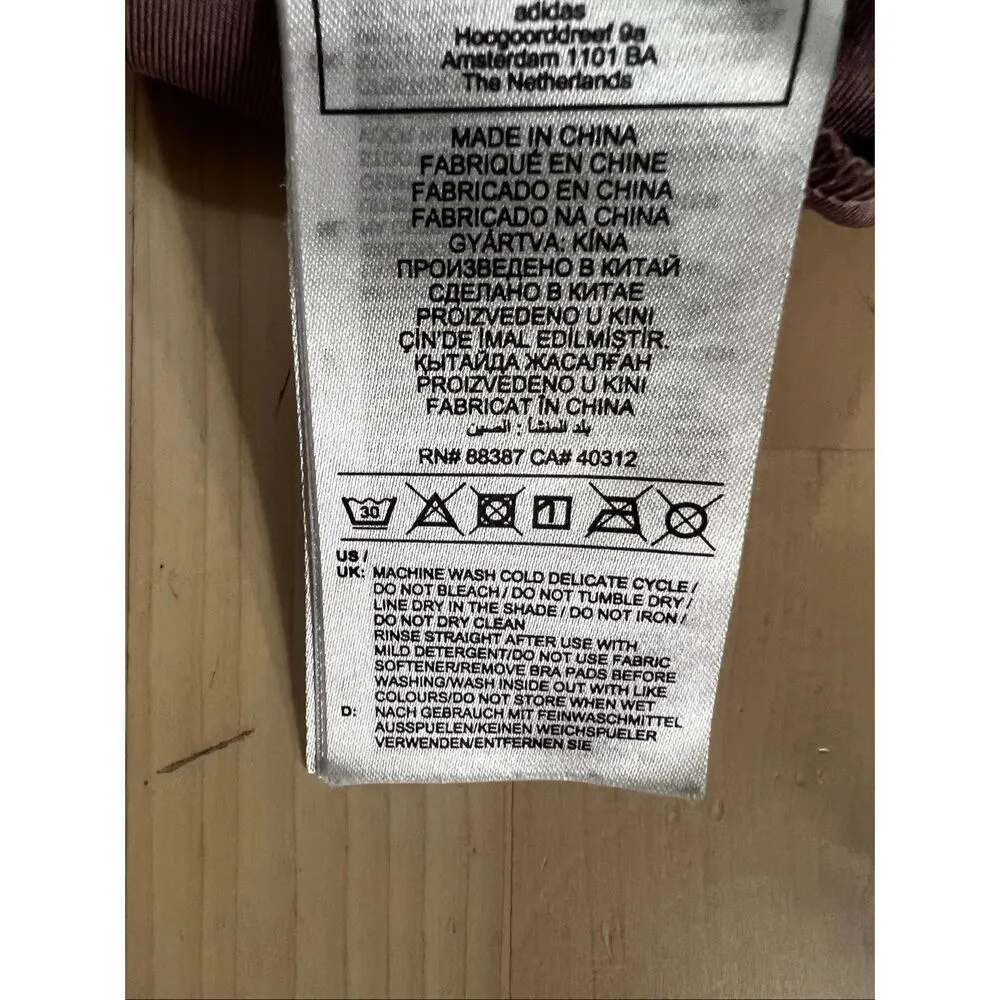 adidas
Hoogoorddreef 9a
Amsterdam 1101 BA
The Netherlands
MADE IN CHINA
FABRIQUÉ EN CHINE
FABRICADO EN CHINA
FABRICADO NA CHINA
GYÁRTVA: KÍNA
ПРОИЗВЕДЕНО В КИТАЙ
СДЕЛАНО В КИТАЕ
PROIZVEDENO U KINI
ÇİN'DE İMAL EDİLMİŞTİR.
ҚЫТАЙДА ЖАСАЛҒАН
PROIZVEDENO U KINI
FABRICAT ÎN CHINA
بلد المنشأ : الصين
RN# 88387 CA# 40312
30
US /
UK: MACHINE WASH COLD DELICATE CYCLE /
DO NOT BLEACH / DO NOT TUMBLE DRY /
LINE DRY IN THE SHADE / DO NOT IRON /
DO NOT DRY CLEAN
RINSE STRAIGHT AFTER USE WITH
MILD DETERGENT/DO NOT USE FABRIC
SOFTENER/REMOVE BRA PADS BEFORE
WASHING/WASH INSIDE OUT WITH LIKE
COLOURS/DO NOT STORE WHEN WET
D: NACH GEBRAUCH MIT FEINWASCHMITTEL
AUSSPUELEN/KEINEN WEICHSPUELER
VERWENDEN/ENTFERNEN SIE